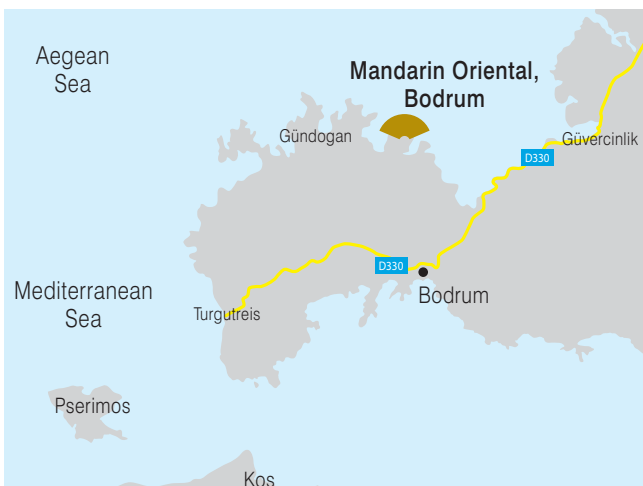 Aegean
Sea
Mandarin Oriental,
Bodrum
Gündogan
Güvercinlik
D330
D330
Mediterranean
Sea
Bodrum
Turgutreis
Pserimos
Kos